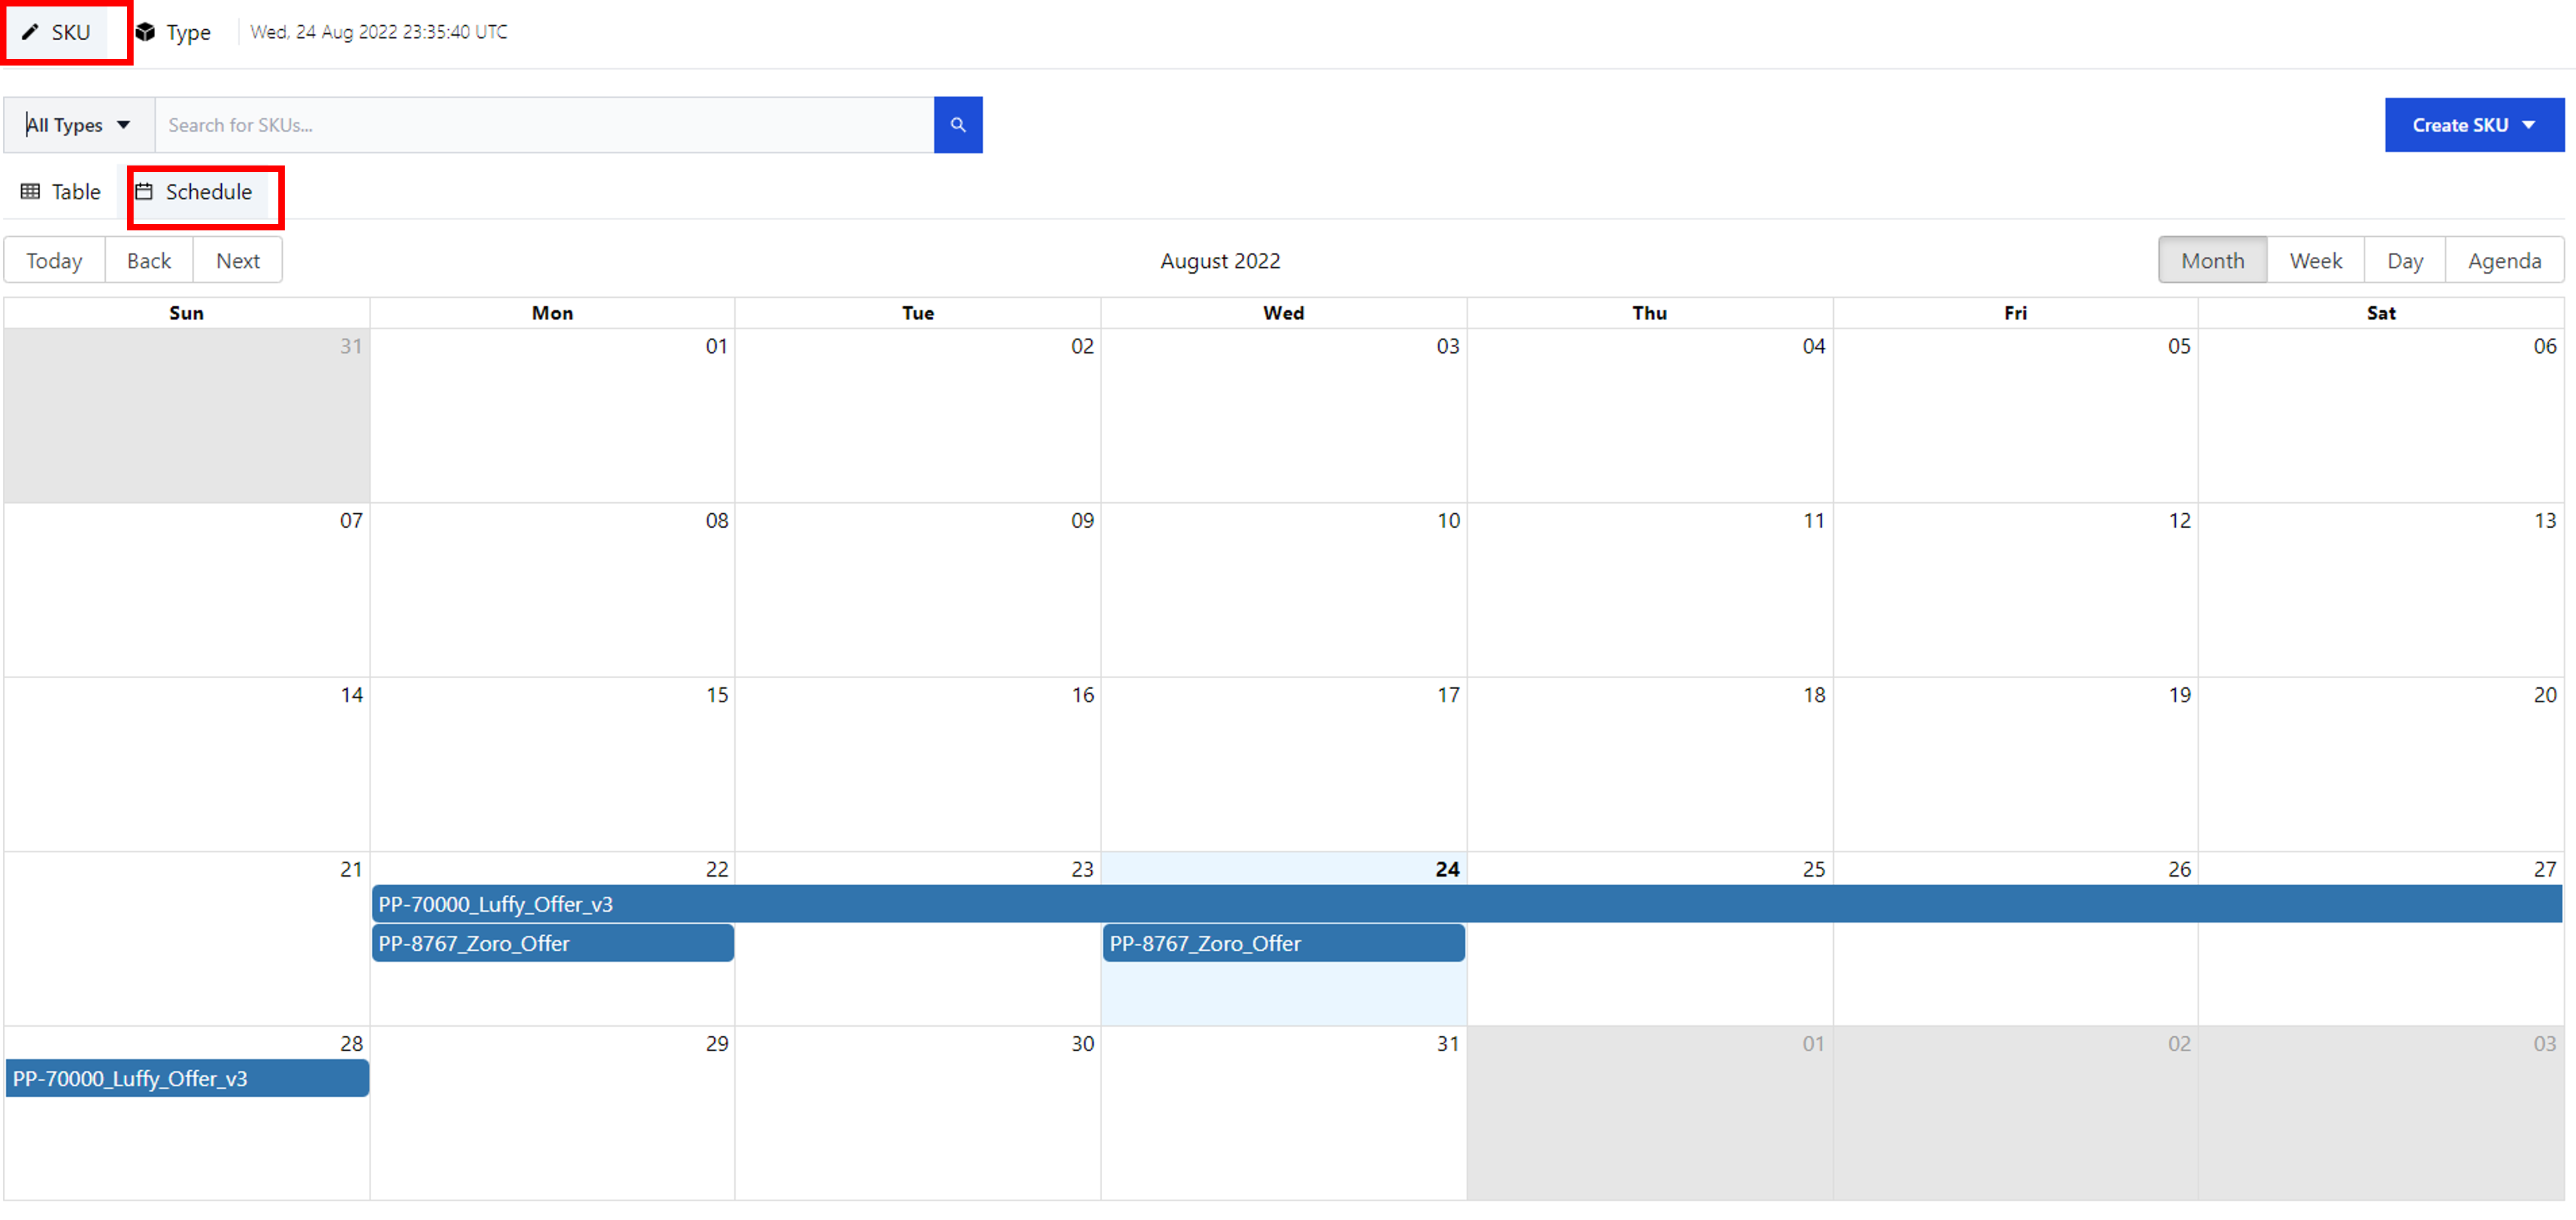 SKU Type Wed, 24 Aug 2022 23:35:40 UTC
All Types Search for SKUs... Create SKU
Table Schedule
Today Back Next August 2022 Month Week Day Agenda
Sun Mon Tue Wed Thu Fri Sat
31 01 02 03 04 05 06
07 08 09 10 11 12 13
14 15 16 17 18 19 20
21 22 23 24 25 26 27
PP-70000_Luffy_Offer_v3
PP-8767_Zoro_Offer PP-8767_Zoro_Offer
28 29 30 31 01 02 03
PP-70000_Luffy_Offer_v3